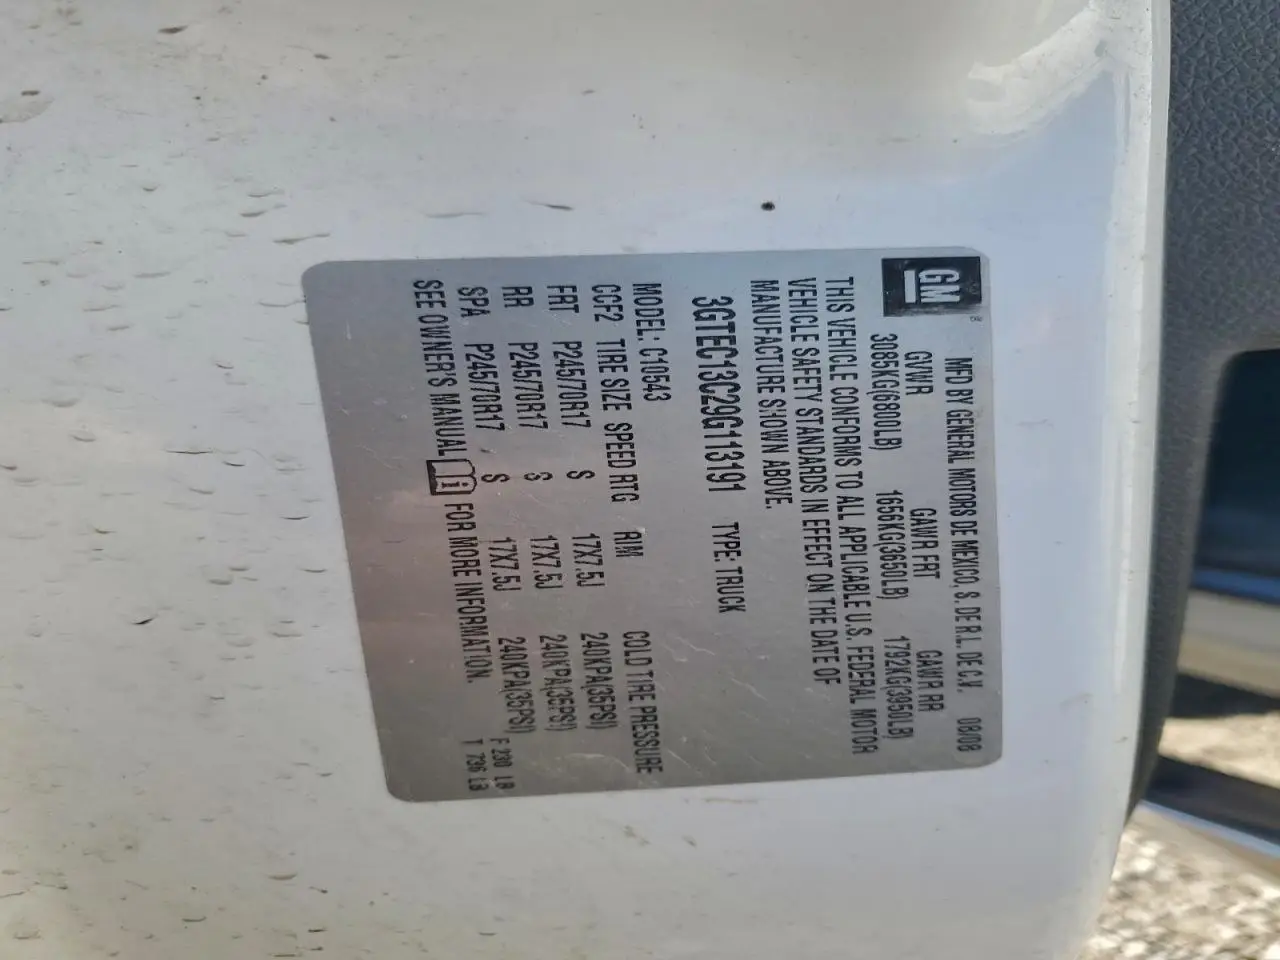 GM
MFD BY GENERAL MOTORS DE MEXICO, S. DE R.L. DE C.V. 08/08
GVWR GAWR FRT GAWR RR
3085KG(6800LB) 1656KG(3650LB) 1792KG(3950LB)
THIS VEHICLE CONFORMS TO ALL APPLICABLE U.S. FEDERAL MOTOR
VEHICLE SAFETY STANDARDS IN EFFECT ON THE DATE OF
MANUFACTURE SHOWN ABOVE.
3GTEC13C29G113191 TYPE: TRUCK
MODEL: C10543
CCF2 TIRE SIZE SPEED RTG RIM COLD TIRE PRESSURE
FRT P245/70R17 S 17X7.5J 240KPA(35PSI)
RR P245/70R17 S 17X7.5J 240KPA(35PSI)
SPA P245/70R17 S 17X7.5J 240KPA(35PSI)
SEE OWNER'S MANUAL i FOR MORE INFORMATION.
F 230 LB
T 736 LB